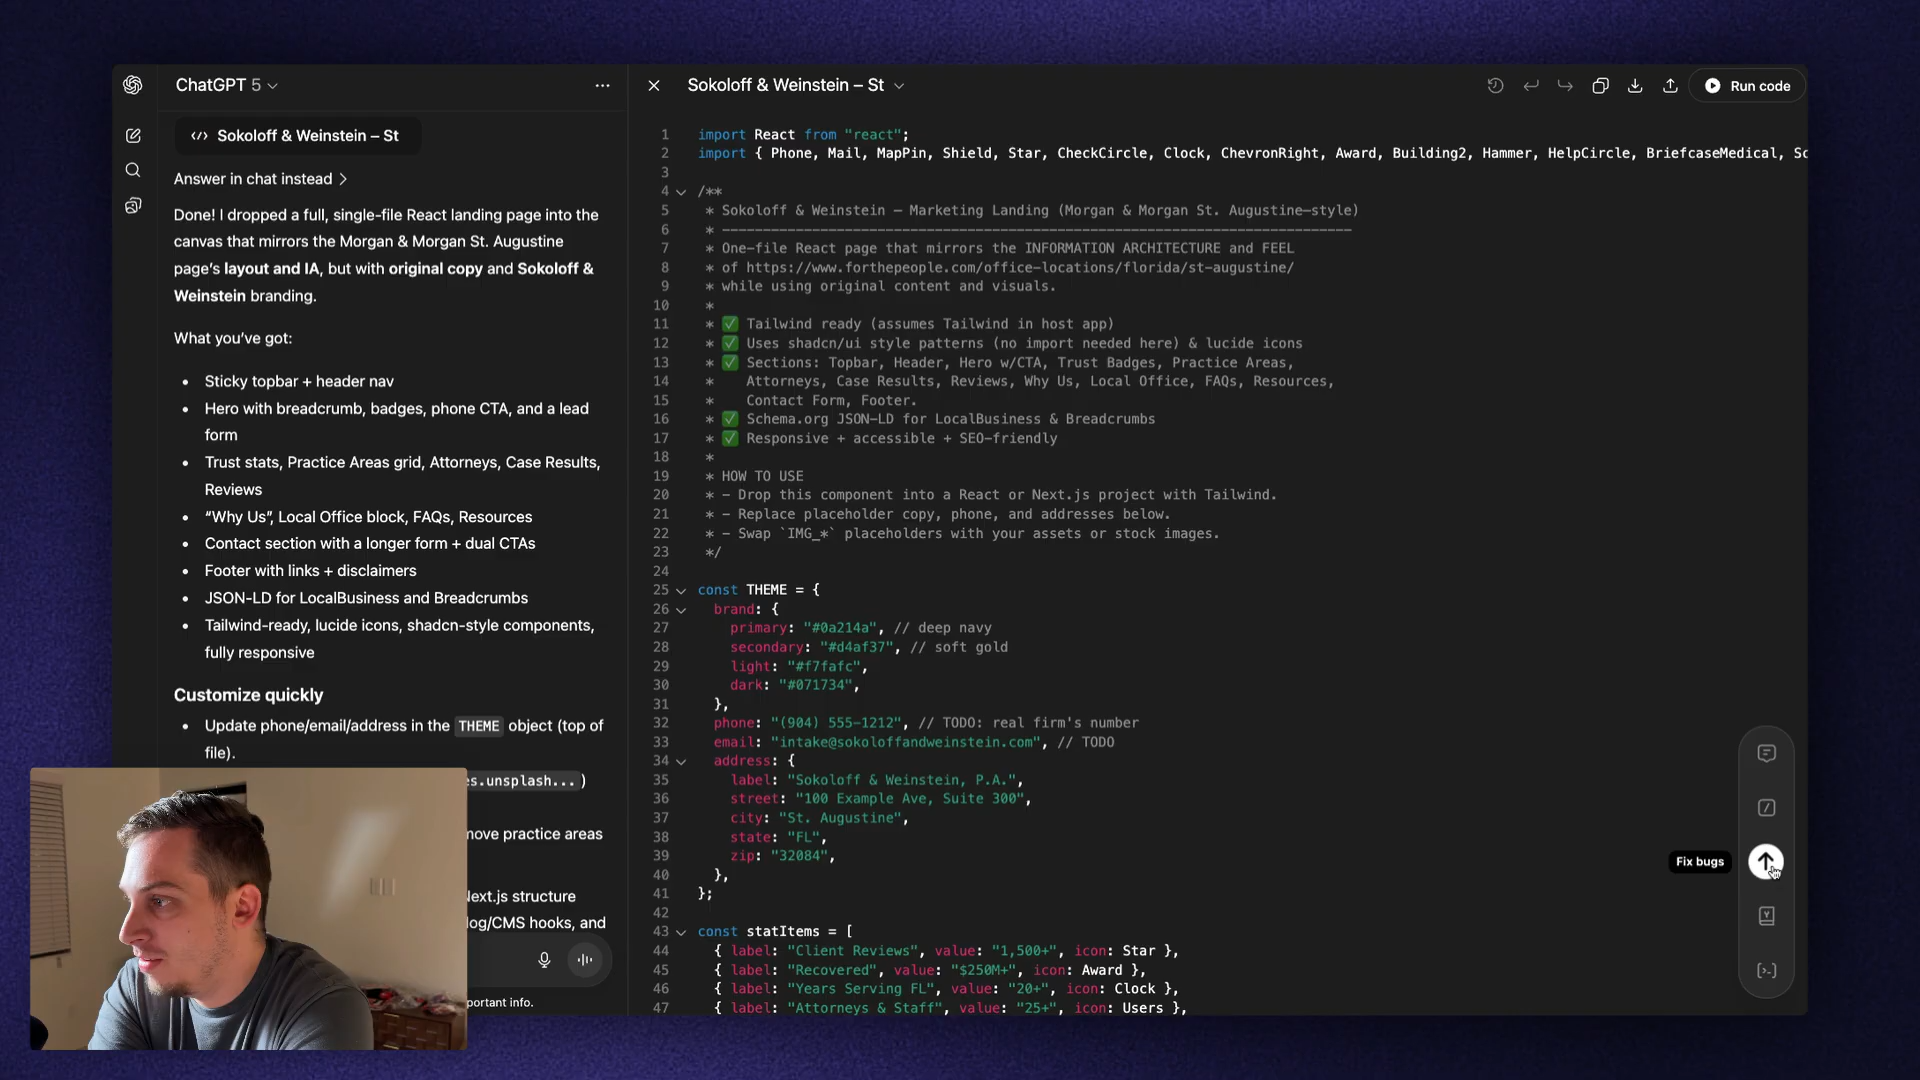 ChatGPT 5
Sokoloff & Weinstein – St
Answer in chat instead
Done! I dropped a full, single-file React landing page into the
canvas that mirrors the Morgan & Morgan St. Augustine
page’s layout and IA, but with original copy and Sokoloff &
Weinstein branding.
What you’ve got:
• Sticky topbar + header nav
• Hero with breadcrumb, badges, phone CTA, and a lead
form
• Trust stats, Practice Areas grid, Attorneys, Case Results,
Reviews
• “Why Us”, Local Office block, FAQs, Resources
• Contact section with a longer form + dual CTAs
• Footer with links + disclaimers
• JSON-LD for LocalBusiness and Breadcrumbs
• Tailwind-ready, lucide icons, shadcn-style components,
fully responsive
Customize quickly
• Update phone/email/address in the THEME object (top of
file).
es.unsplash...)
move practice areas
Next.js structure
log/CMS hooks, and
portant info.
Sokoloff & Weinstein – St
Run code
1 import React from "react";
2 import { Phone, Mail, MapPin, Shield, Star, CheckCircle, Clock, ChevronRight, Award, Building2, Hammer, HelpCircle, BriefcaseMedical, Sc
3
4 /**
5 * Sokoloff & Weinstein — Marketing Landing (Morgan & Morgan St. Augustine–style)
6 * -----------------------------------------------------------------------------
7 * One-file React page that mirrors the INFORMATION ARCHITECTURE and FEEL
8 * of https://www.forthepeople.com/office-locations/florida/st-augustine/
9 * while using original content and visuals.
10 *
11 * ✅ Tailwind ready (assumes Tailwind in host app)
12 * ✅ Uses shadcn/ui style patterns (no import needed here) & lucide icons
13 * ✅ Sections: Topbar, Header, Hero w/CTA, Trust Badges, Practice Areas,
14 * Attorneys, Case Results, Reviews, Why Us, Local Office, FAQs, Resources,
15 * Contact Form, Footer.
16 * ✅ Schema.org JSON-LD for LocalBusiness & Breadcrumbs
17 * ✅ Responsive + accessible + SEO-friendly
18 *
19 * HOW TO USE
20 * - Drop this component into a React or Next.js project with Tailwind.
21 * - Replace placeholder copy, phone, and addresses below.
22 * - Swap `IMG_*` placeholders with your assets or stock images.
23 */
24
25 const THEME = {
26 brand: {
27 primary: "#0a214a", // deep navy
28 secondary: "#d4af37", // soft gold
29 light: "#f7fafc",
30 dark: "#071734",
31 },
32 phone: "(904) 555-1212", // TODO: real firm's number
33 email: "intake@sokoloffandweinstein.com", // TODO
34 address: {
35 label: "Sokoloff & Weinstein, P.A.",
36 street: "100 Example Ave, Suite 300",
37 city: "St. Augustine",
38 state: "FL",
39 zip: "32084",
40 },
41 };
42
43 const statItems = [
44 { label: "Client Reviews", value: "1,500+", icon: Star },
45 { label: "Recovered", value: "$250M+", icon: Award },
46 { label: "Years Serving FL", value: "20+", icon: Clock },
47 { label: "Attorneys & Staff", value: "25+", icon: Users },
Fix bugs